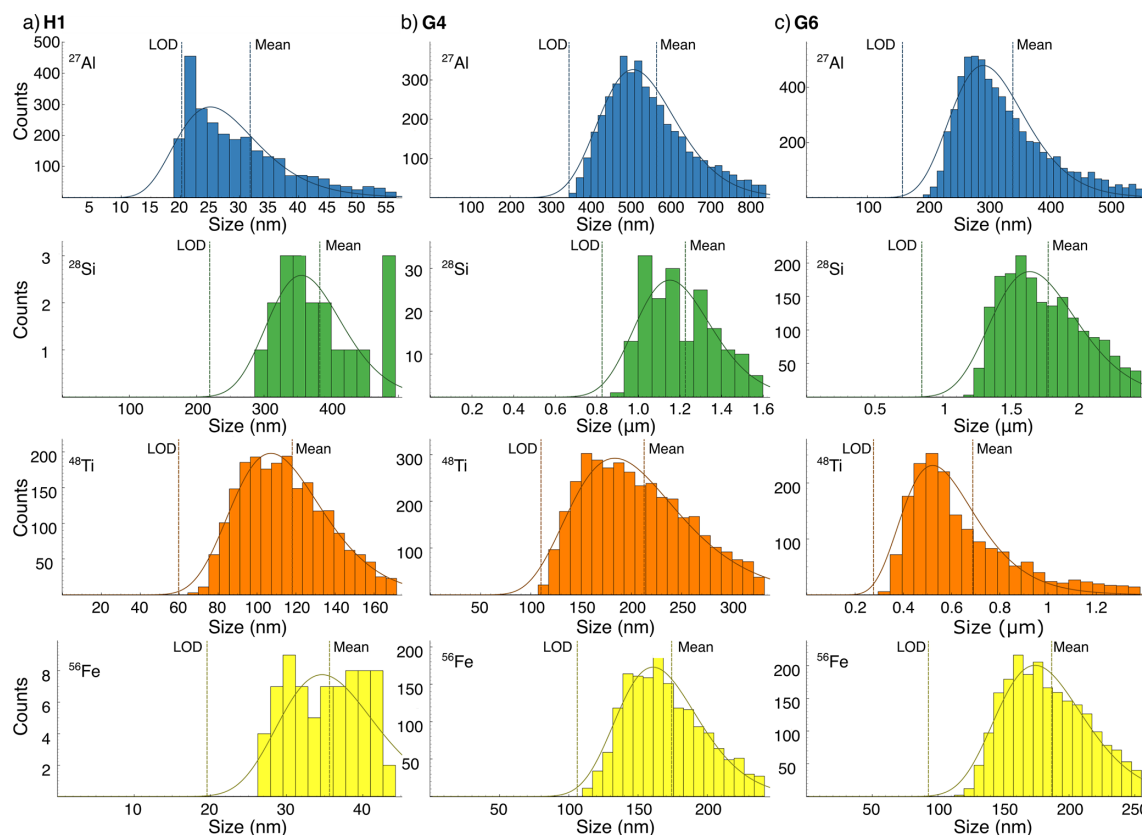 a) H1
b) G4
c) G6
LOD Mean
LOD Mean
LOD Mean
²⁷Al
²⁷Al
²⁷Al
Counts
500
400
300
200
100
5 10 15 20 25 30 35 40 45 50 55
Size (nm)
300
200
100
100 200 300 400 500 600 700 800
Size (nm)
400
200
100 200 300 400 500
Size (nm)
LOD Mean
LOD Mean
LOD Mean
²⁸Si
²⁸Si
²⁸Si
Counts
3
2
1
100 200 300 400
Size (nm)
30
20
10
0.2 0.4 0.6 0.8 1.0 1.2 1.4 1.6
Size (µm)
200
150
100
50
0.5 1 1.5 2
Size (µm)
LOD Mean
LOD Mean
LOD Mean
⁴⁸Ti
⁴⁸Ti
⁴⁸Ti
Counts
200
150
100
50
20 40 60 80 100 120 140 160
Size (nm)
300
200
100
50 100 150 200 250 300
Size (nm)
200
100
0.2 0.4 0.6 0.8 1 1.2
Size (µm)
LOD Mean
LOD Mean
LOD Mean
⁵⁶Fe
⁵⁶Fe
⁵⁶Fe
Counts
8
6
4
2
10 20 30 40
Size (nm)
200
150
100
50
50 100 150 200
Size (nm)
200
150
100
50
50 100 150 200 250
Size (nm)